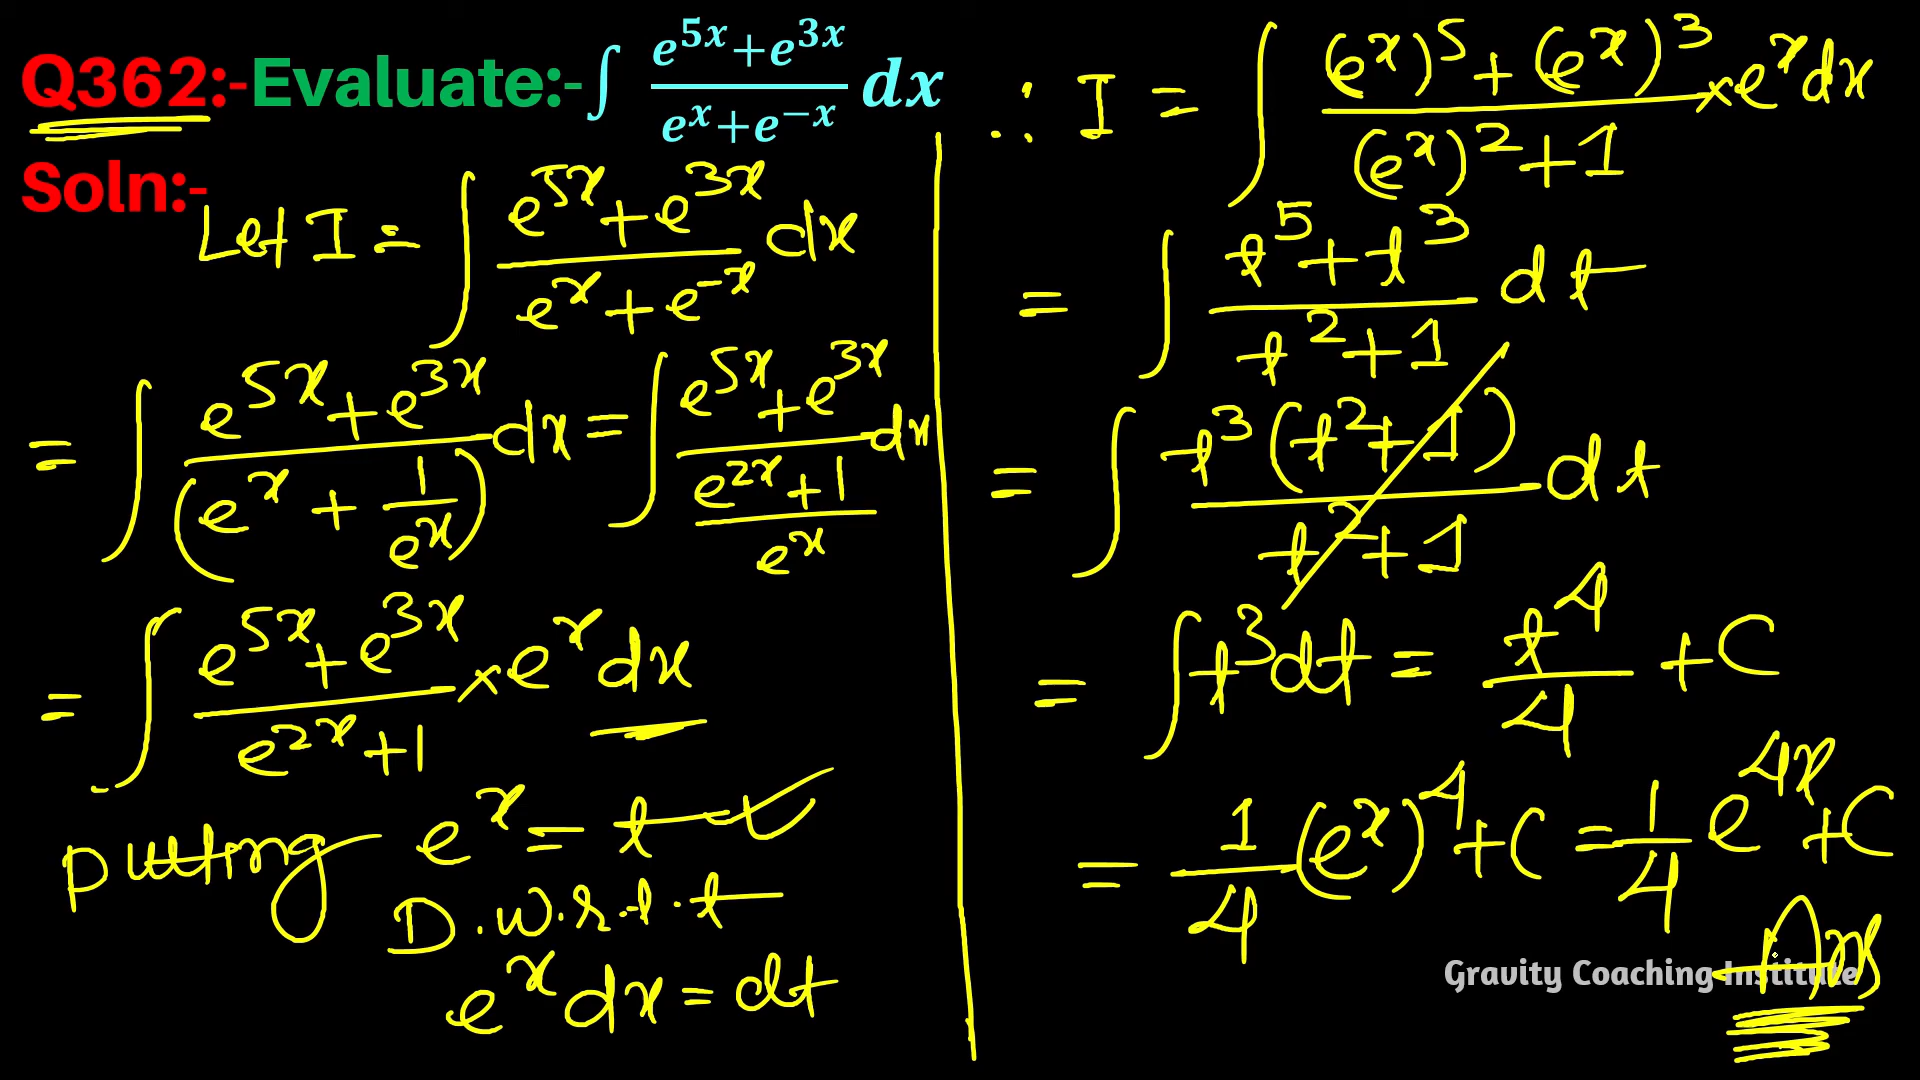 Q362:-Evaluate:-∫ (e^{5x}+e^{3x})/(e^x+e^{-x}) dx
Soln:-
Let I = ∫ (e^{5x}+e^{3x})/(e^x+e^{-x}) dx
= ∫ (e^{5x}+e^{3x})/(e^x + 1/e^x) dx = ∫ (e^{5x}+e^{3x})/((e^{2x}+1)/e^x) dx
= ∫ (e^{5x}+e^{3x})/(e^{2x}+1) × e^x dx
putting e^x = t
D.w.r.t.t
e^x dx = dt
∴ I = ∫ ((e^x)^5+(e^x)^3)/((e^x)^2+1) × e^x dx
= ∫ (t^5+t^3)/(t^2+1) dt
= ∫ t^3(t^2+1)/(t^2+1) dt
= ∫ t^3 dt = t^4/4 + C
= 1/4 (e^x)^4 + C = 1/4 e^{4x} + C
Ans
Gravity Coaching Institute